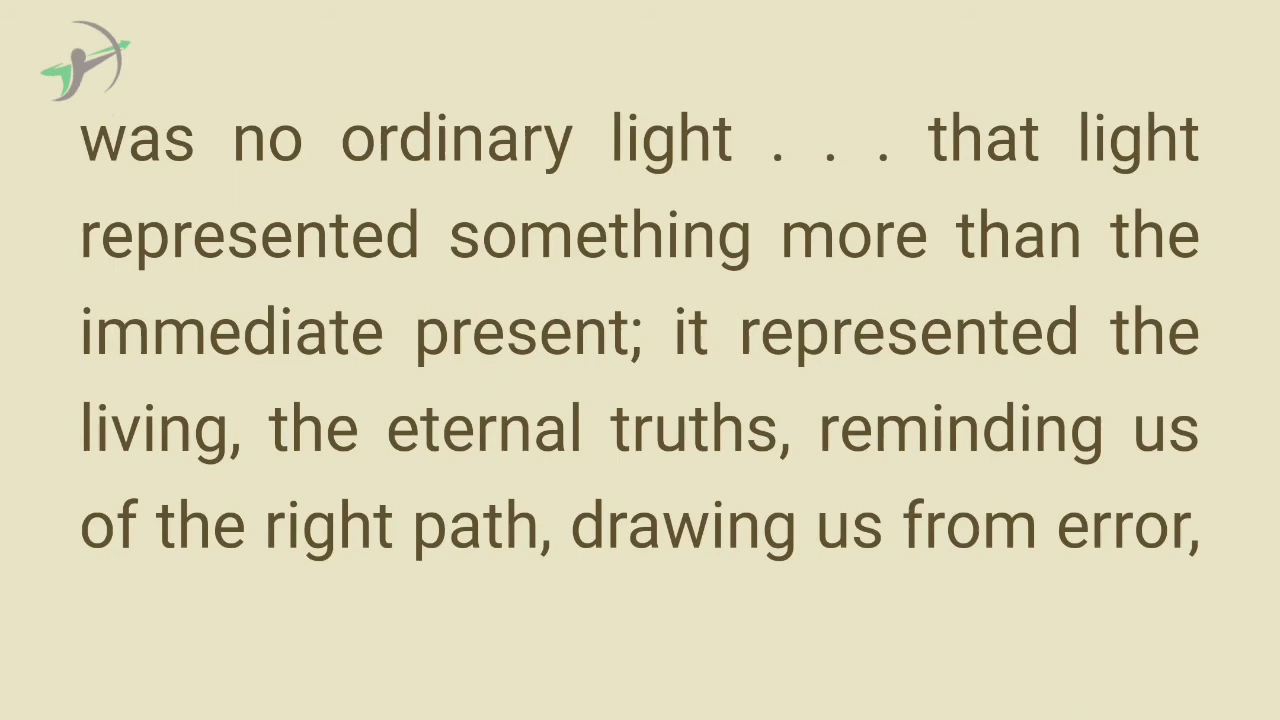 was no ordinary light . . . that light
represented something more than the
immediate present; it represented the
living, the eternal truths, reminding us
of the right path, drawing us from error,